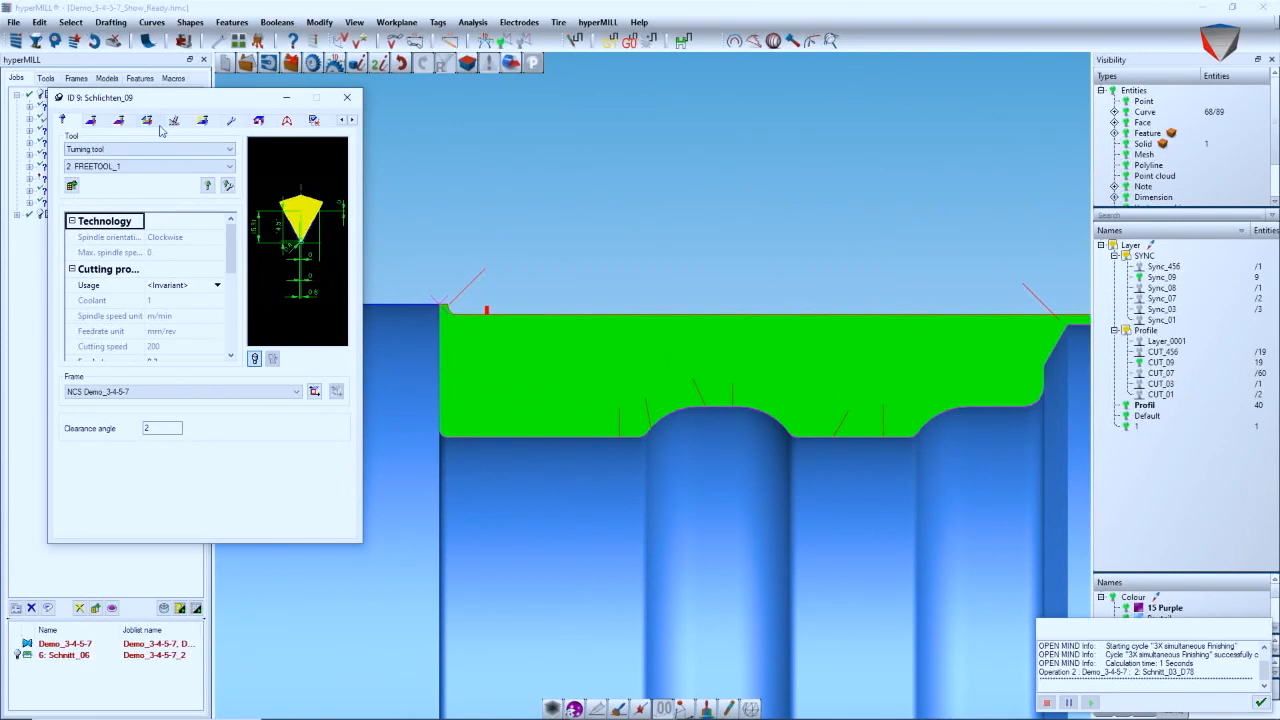 hyperMILL® - [Demo_3-4-5-7_Show_Ready.hmc]
File Edit Select Drafting Curves Shapes Features Booleans Modify View Workplane Tags Analysis Electrodes Tire hyperMILL Help
hyperMILL
Jobs Tools Frames Models Features Macros
ID 9: Schlichten_09
Tool
Turning tool
2 FREETOOL_1
Technology
Spindle orientati... Clockwise
Max. spindle spe... 0
Cutting pro...
Usage <Invariant>
Coolant 1
Spindle speed unit m/min
Feedrate unit mm/rev
Cutting speed 200
Frame
NCS Demo_3-4-5-7
Clearance angle 2
Name Joblist name
Demo_3-4-5-7 Demo_3-4-5-7, D...
6: Schnitt_06 Demo_3-4-5-7_2
Visibility
Types Entities
Entities
Point
Curve 68/89
Face
Feature
Solid 1
Mesh
Polyline
Point cloud
Note
Dimension
Search
Names Entities
Layer
SYNC
Sync_456 /1
Sync_09 9
Sync_08 /1
Sync_07 /2
Sync_03 /3
Sync_01 /1
Profile
Layer_0001
CUT_456 /19
CUT_09 19
CUT_07 /60
CUT_03 /2
CUT_01 /2
Profil 40
Default
1 1
Names
Colour
15 Purple
OPEN MIND Info: Starting cycle "3X simultaneous Finishing"
OPEN MIND Info: Cycle "3X simultaneous Finishing" successfully c
OPEN MIND Info: Calculation time: 1 Seconds
Operation 2 : Demo_3-4-5-7 : 2: Schnitt_03_D78